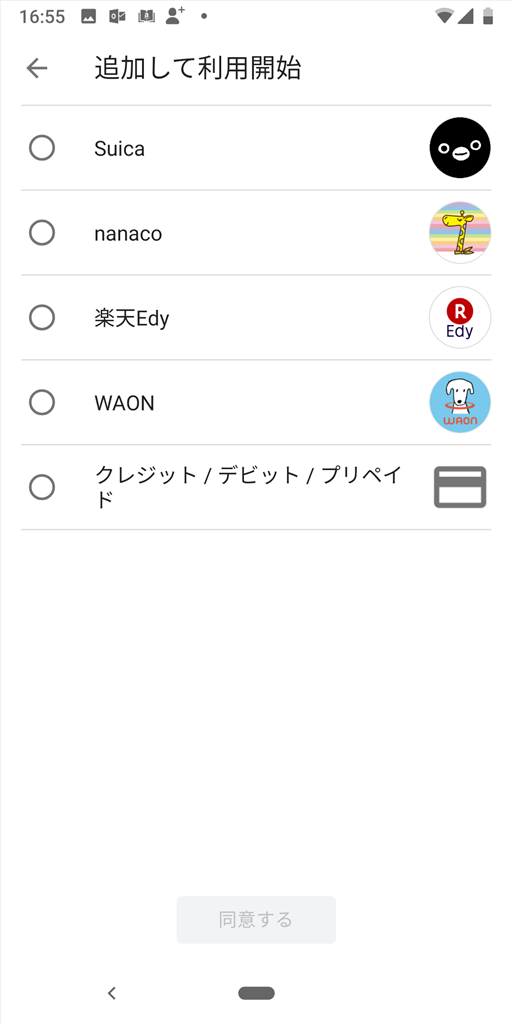 16:55
追加して利用開始
Suica
nanaco
楽天Edy
R
Edy
WAON
WAON
クレジット / デビット / プリペイ
ド
同意する